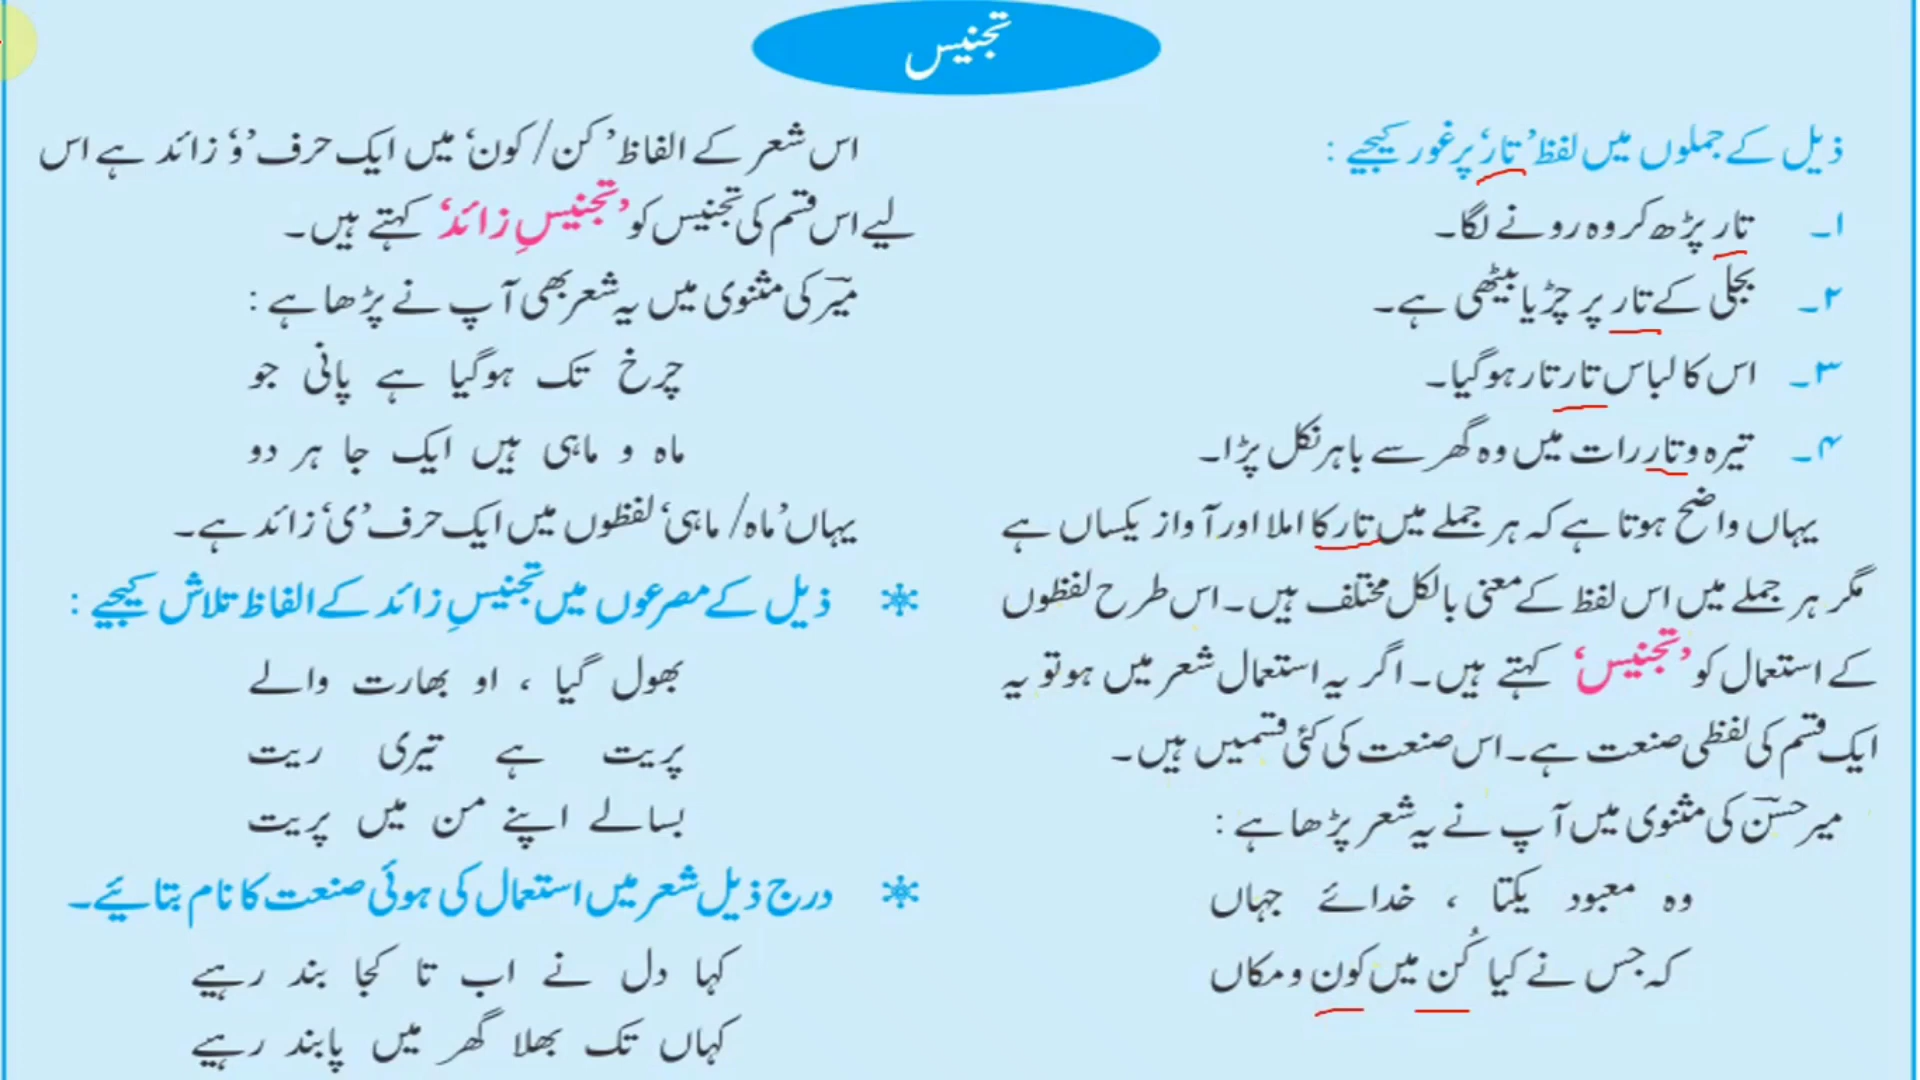 تجنیس
ذیل کے جملوں میں لفظ ’تار‘ پر غور کیجیے :
۱۔ تار پڑھ کر وہ رونے لگا۔
۲۔ بجلی کے تار پر چڑیا بیٹھی ہے۔
۳۔ اس کا لباس تار تار ہوگیا۔
۴۔ تیرہ و تار رات میں وہ گھر سے باہر نکل پڑا۔
یہاں واضح ہوتا ہے کہ ہر جملے میں تار کا املا اور آواز یکساں ہے
مگر ہر جملے میں اس لفظ کے معنی بالکل مختلف ہیں۔ اس طرح لفظوں
کے استعمال کو ’تجنیس‘ کہتے ہیں۔ اگر یہ استعمال شعر میں ہو تو یہ
ایک قسم کی لفظی صنعت ہے۔ اس صنعت کی کئی قسمیں ہیں۔
میر حسنؔ کی مثنوی میں آپ نے یہ شعر پڑھا ہے :
وہ معبود یکتا ، خدائے جہاں
کہ جس نے کیا کُن میں کون و مکاں
اس شعر کے الفاظ ’کن/کون‘ میں ایک حرف ’و‘ زائد ہے اس
لیے اس قسم کی تجنیس کو ’تجنیسِ زائد‘ کہتے ہیں۔
میرؔ کی مثنوی میں یہ شعر بھی آپ نے پڑھا ہے :
چرخ تک ہوگیا ہے پانی جو
ماہ و ماہی ہیں ایک جا ہر دو
یہاں ’ماہ/ماہی‘ لفظوں میں ایک حرف ’ی‘ زائد ہے۔
ذیل کے مصرعوں میں تجنیسِ زائد کے الفاظ تلاش کیجیے :
بھول گیا ، او بھارت والے
پریت ہے تیری ریت
بسالے اپنے من میں پریت
درج ذیل شعر میں استعمال کی ہوئی صنعت کا نام بتائیے۔
کہا دل نے اب تا کجا بند رہیے
کہاں تک بھلا گھر میں پابند رہیے